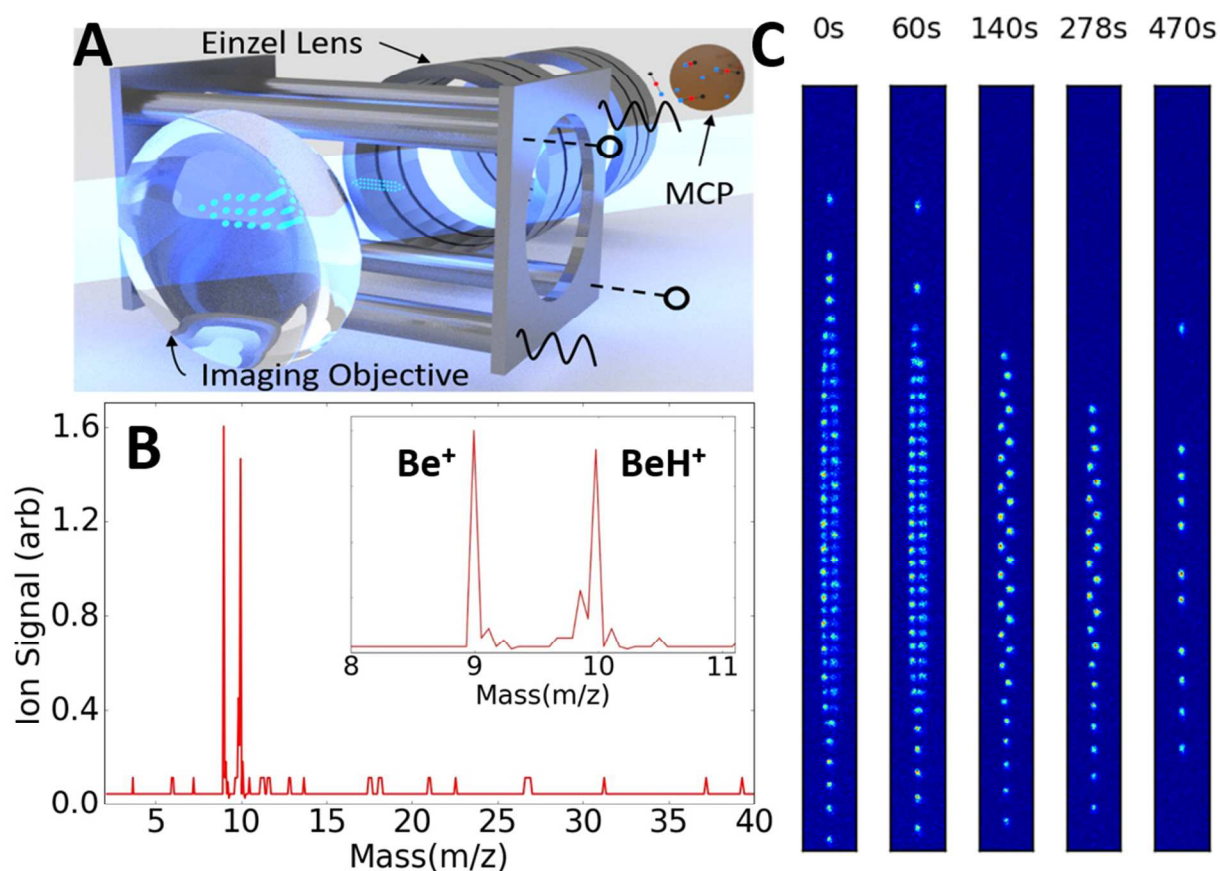 A
Einzel Lens
MCP
Imaging Objective
B
Be⁺
BeH⁺
8 9 10 11
Mass(m/z)
1.6
1.2
0.8
0.4
0.0
Ion Signal (arb)
5 10 15 20 25 30 35 40
Mass(m/z)
C
0s 60s 140s 278s 470s